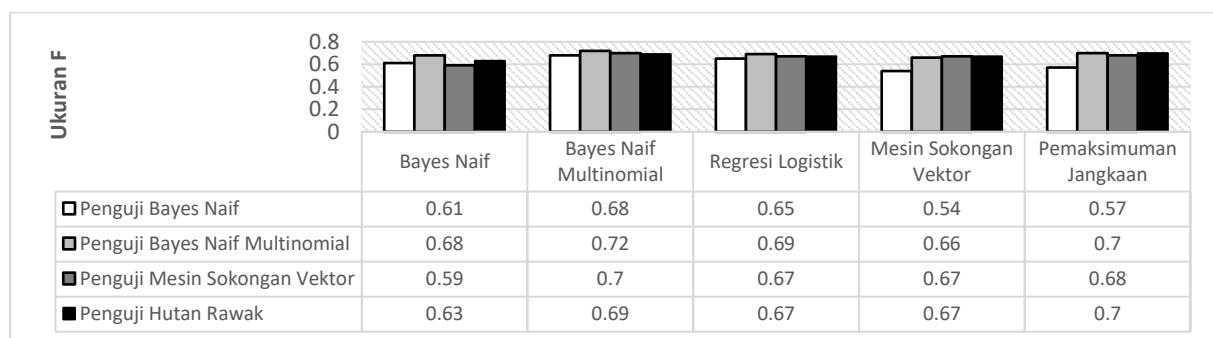 Ukuran F
0.8
0.6
0.4
0.2
0
Bayes Naif
Bayes Naif
Multinomial
Regresi Logistik
Mesin Sokongan
Vektor
Pemaksimuman
Jangkaan
Penguji Bayes Naif 0.61 0.68 0.65 0.54 0.57
Penguji Bayes Naif Multinomial 0.68 0.72 0.69 0.66 0.7
Penguji Mesin Sokongan Vektor 0.59 0.7 0.67 0.67 0.68
Penguji Hutan Rawak 0.63 0.69 0.67 0.67 0.7